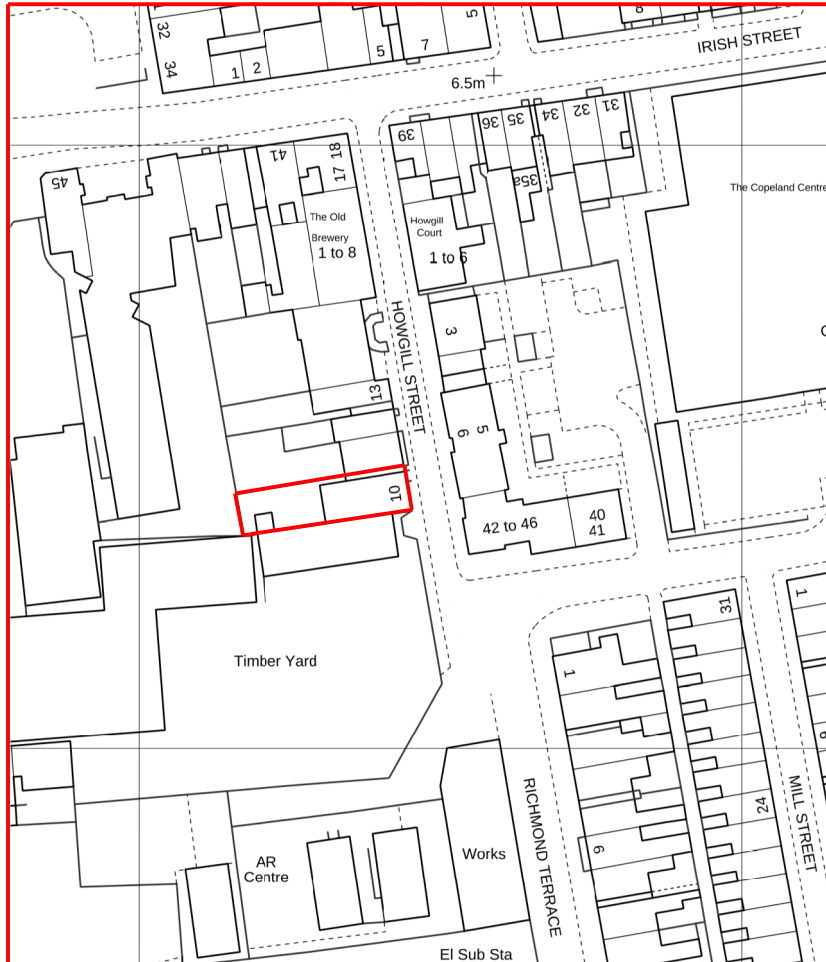 32
34
1
2
5
7
5
8
IRISH STREET
6.5m
39
36
35
34
32
31
35a
45
41
17 18
The Old
Brewery
1 to 8
Howgill
Court
1 to 6
The Copeland Centre
HOWGILL STREET
3
13
5
6
10
42 to 46
40
41
Timber Yard
1
31
1
24
9
RICHMOND TERRACE
MILL STREET
AR
Centre
Works
El Sub Sta